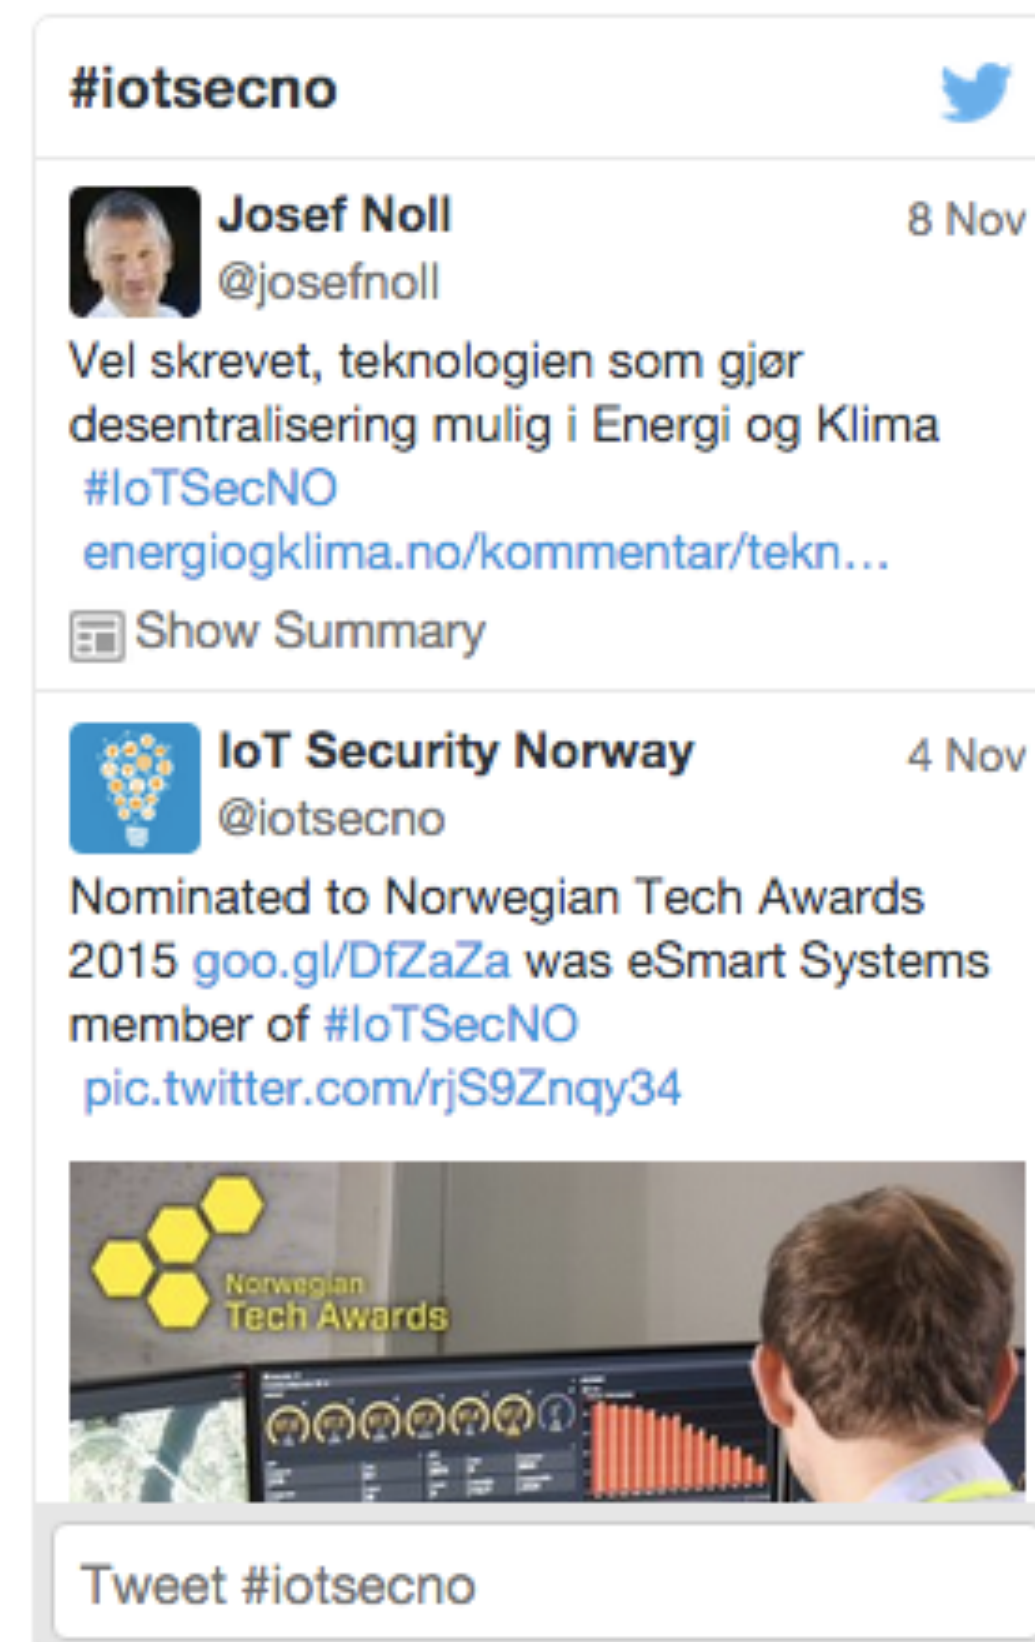 #iotsecno
Josef Noll
8 Nov
@josefnoll
Vel skrevet, teknologien som gjør
desentralisering mulig i Energi og Klima
#IoTSecNO
energiogklima.no/kommentar/tekn...
Show Summary
IoT Security Norway
4 Nov
@iotsecno
Nominated to Norwegian Tech Awards
2015 goo.gl/DfZaZa was eSmart Systems
member of #IoTSecNO
pic.twitter.com/rjS9Znqy34
Norwegian
Tech Awards
Tweet #iotsecno